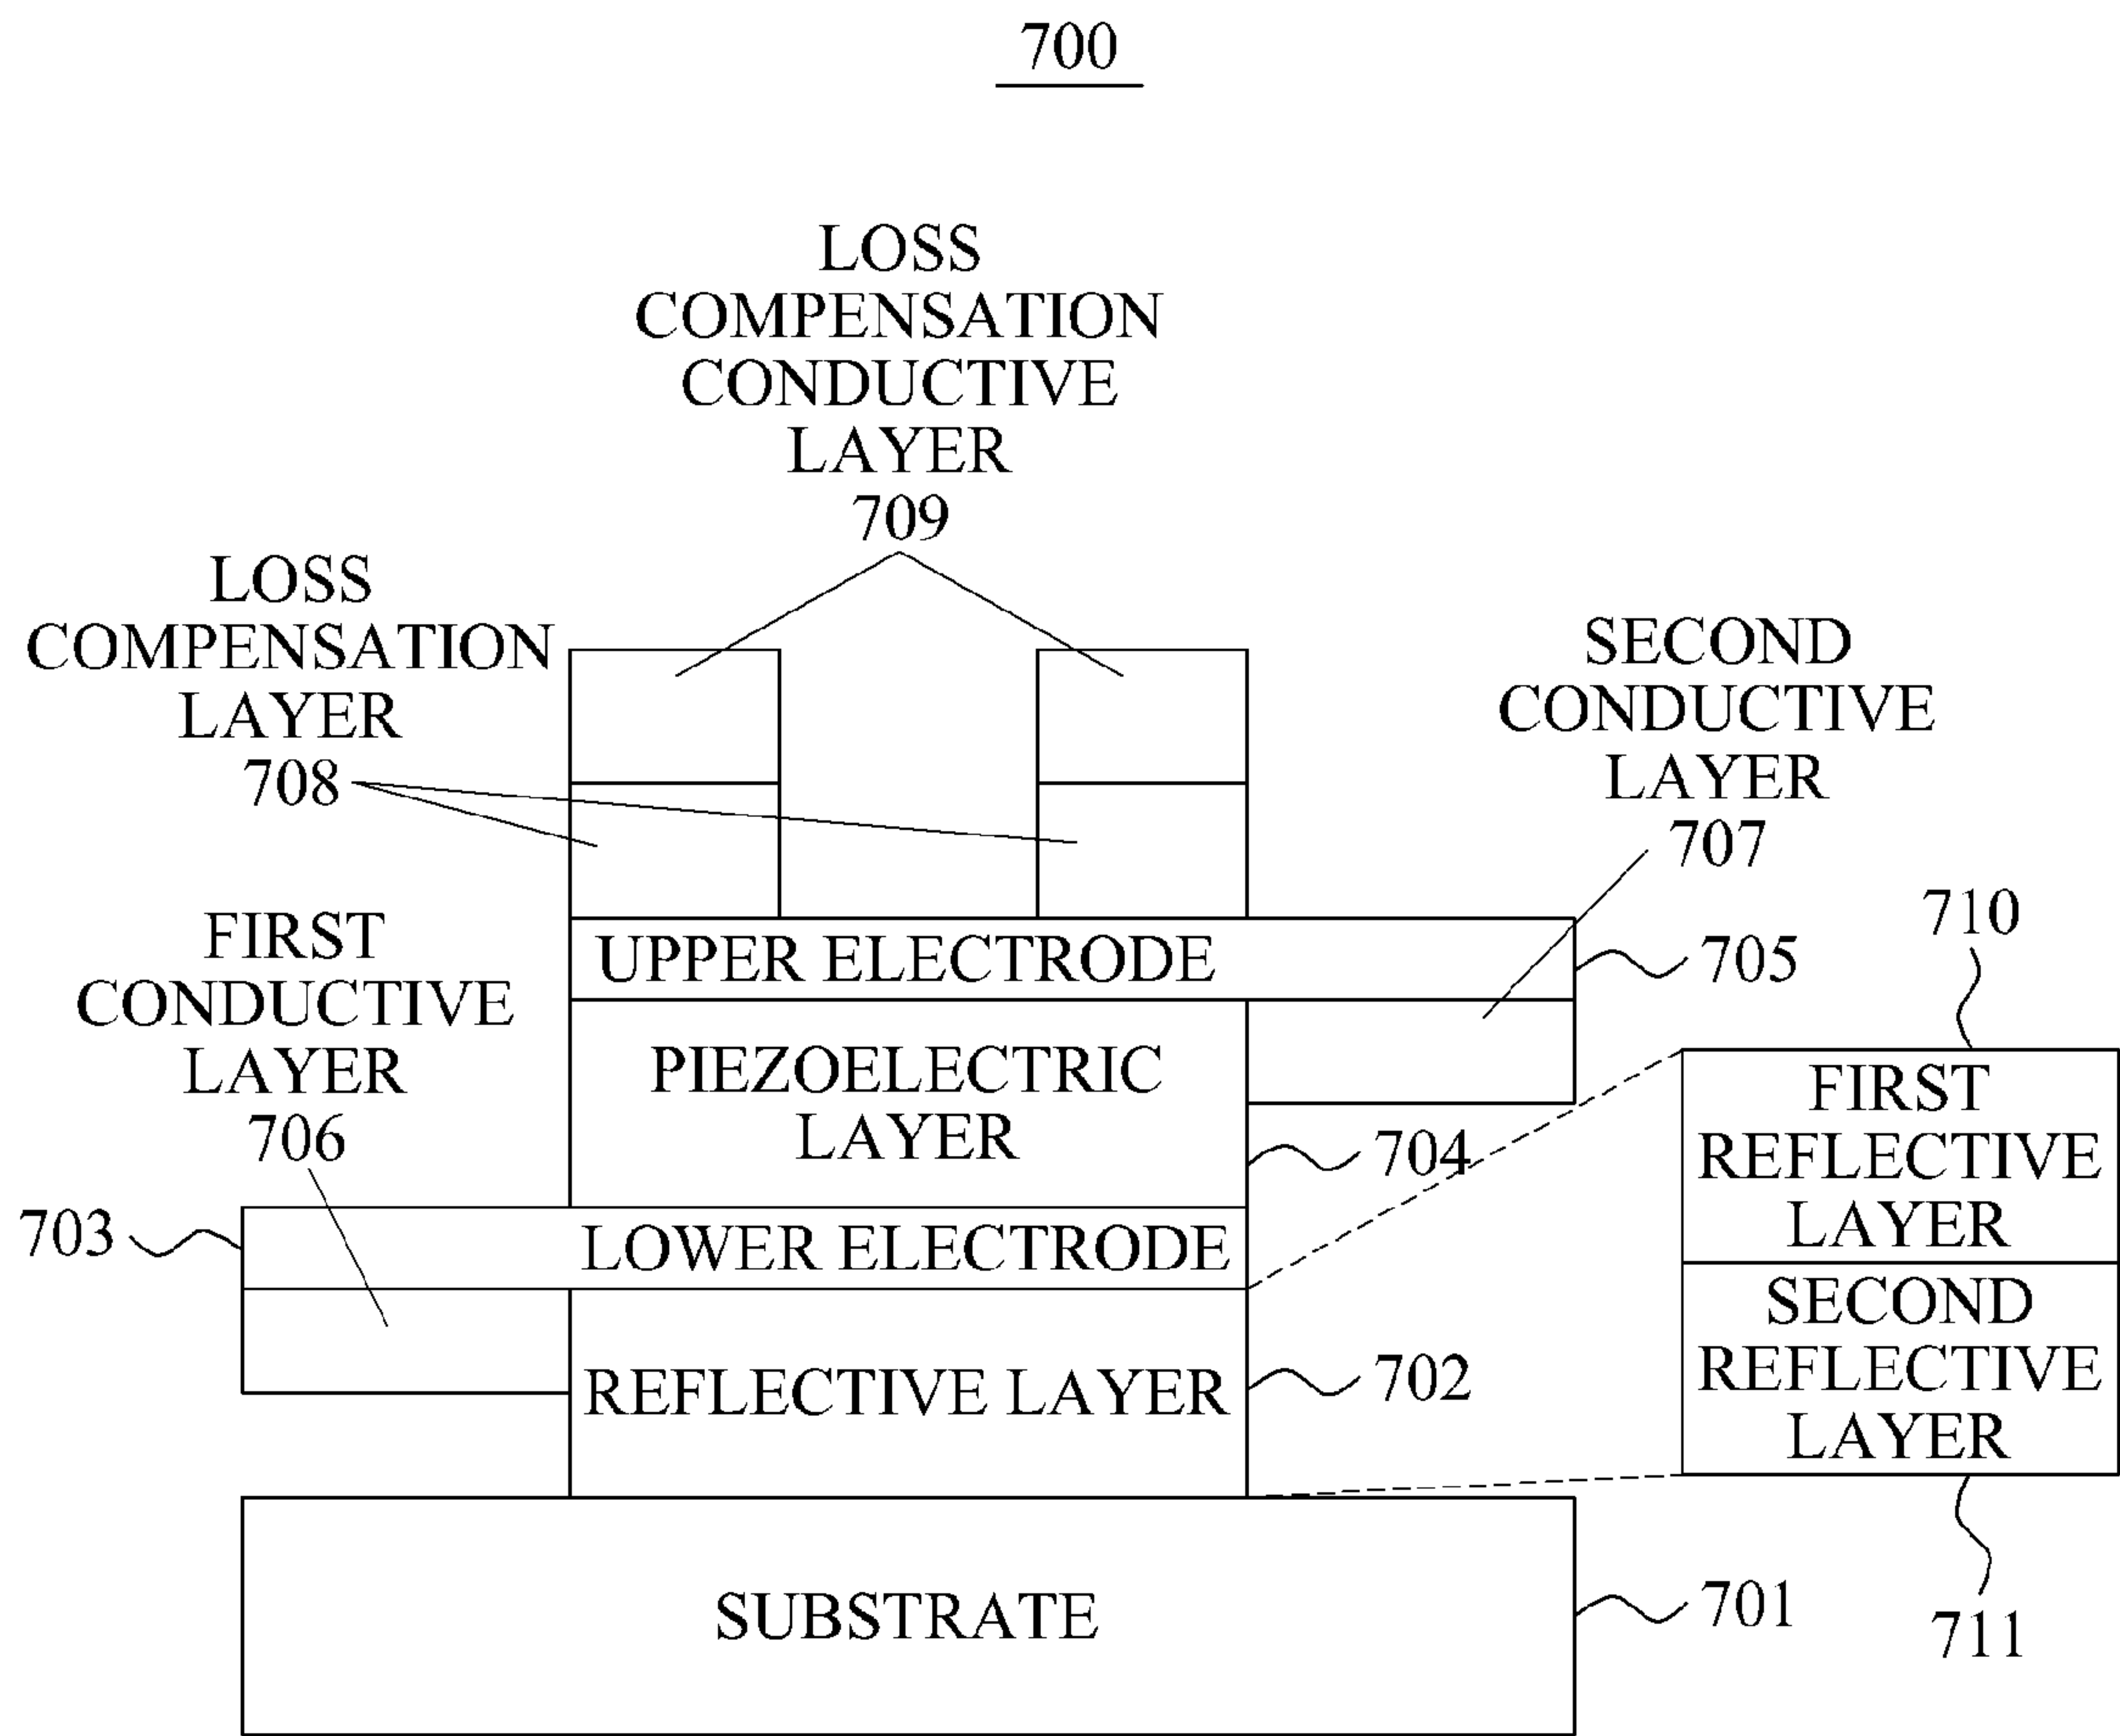 700
LOSS
COMPENSATION
CONDUCTIVE
LAYER
709
LOSS
COMPENSATION
LAYER
708
SECOND
CONDUCTIVE
LAYER
707
FIRST
CONDUCTIVE
LAYER
706
UPPER ELECTRODE
705
710
PIEZOELECTRIC
LAYER
704
703
LOWER ELECTRODE
FIRST
REFLECTIVE
LAYER
SECOND
REFLECTIVE
LAYER
REFLECTIVE LAYER
702
711
SUBSTRATE
701